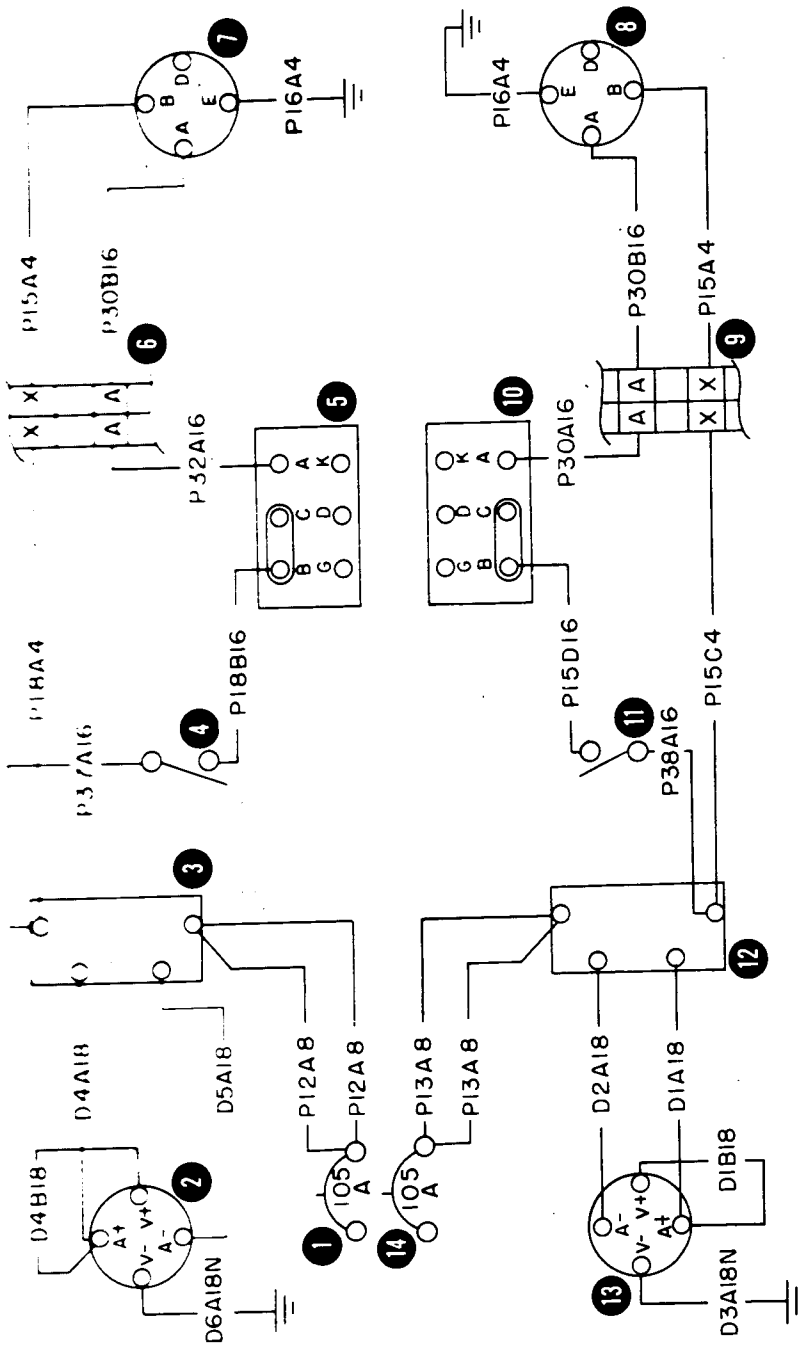 7
B
D
A
E
P15A4
P30B16
P16A4
6
X
X
A
A
P32A16
5
A
K
C
D
B
G
P18A4
P37A16
4
P18B16
3
P12A8
P12A8
D4A18
D5A18
D4B18
2
A+
V+
V-
A-
D6A18N
105
A
1
8
P16A4
E
D
A
B
P30B16
P15A4
9
A
A
X
X
10
K
A
D
C
G
B
P30A16
P15D16
11
P38A16
P15C4
12
P13A8
P13A8
D2A18
D1A18
105
A
14
A-
V+
V-
A+
D1B18
13
D3A18N